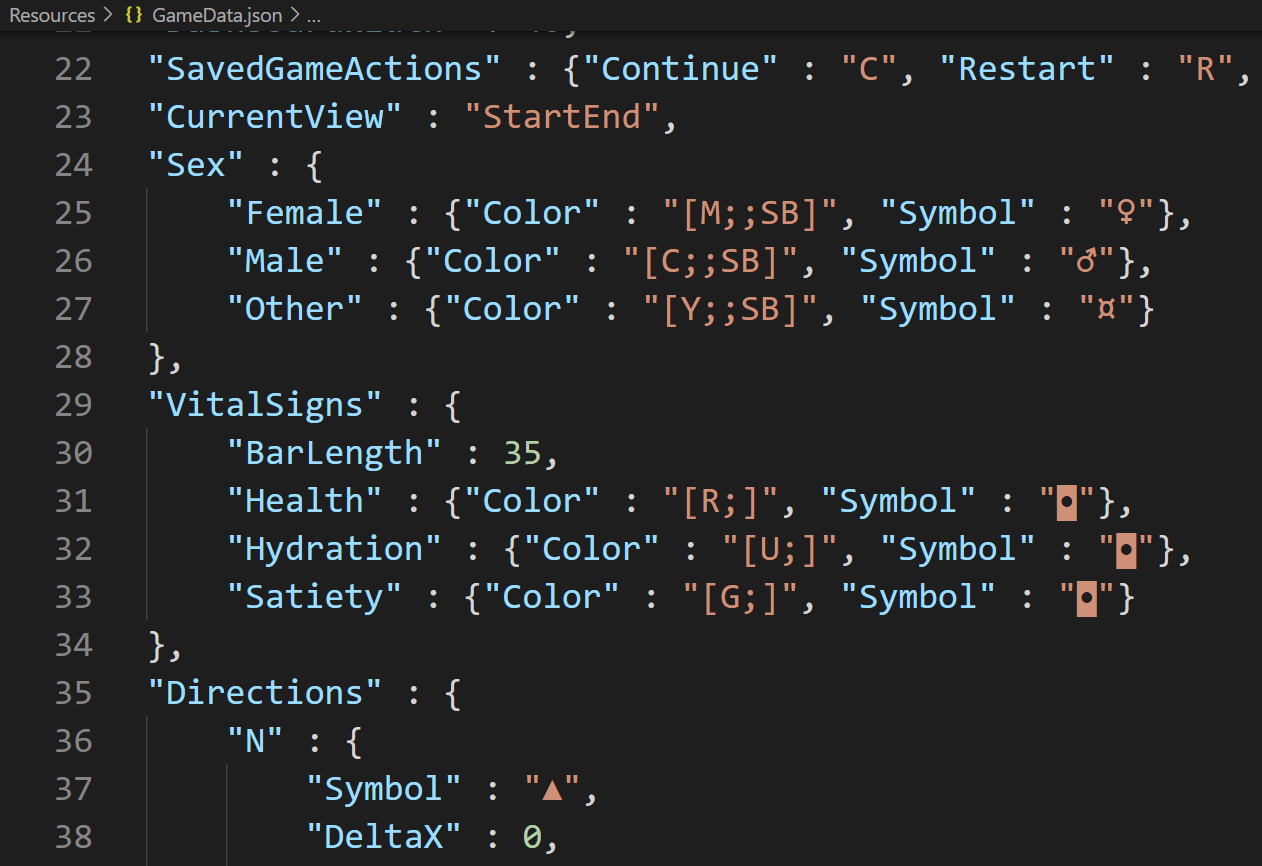 Resources > {} GameData.json > ...
22 "SavedGameActions" : {"Continue" : "C", "Restart" : "R",
23 "CurrentView" : "StartEnd",
24 "Sex" : {
25 "Female" : {"Color" : "[M;;SB]", "Symbol" : "♀"},
26 "Male" : {"Color" : "[C;;SB]", "Symbol" : "♂"},
27 "Other" : {"Color" : "[Y;;SB]", "Symbol" : "¤"}
28 },
29 "VitalSigns" : {
30 "BarLength" : 35,
31 "Health" : {"Color" : "[R;]", "Symbol" : "◘"},
32 "Hydration" : {"Color" : "[U;]", "Symbol" : "◘"},
33 "Satiety" : {"Color" : "[G;]", "Symbol" : "◘"}
34 },
35 "Directions" : {
36 "N" : {
37 "Symbol" : "▲",
38 "DeltaX" : 0,